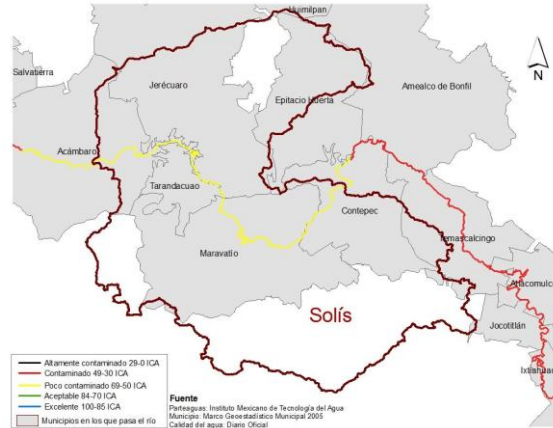 Huimilpan
Salvatierra
Jerécuaro
Amealco de Bonfil
N
Epitacio Huerta
Acámbaro
Tarandacuao
Contepec
Temascalcingo
Maravatío
Atlacomulco
Solís
Jocotitlán
Ixtlahuaca
Altamente contaminado 29-0 ICA
Contaminado 49-30 ICA
Poco contaminado 69-50 ICA
Aceptable 84-70 ICA
Excelente 100-85 ICA
Municipios en los que pasa el río
Fuente
Parteaguas: Instituto Mexicano de Tecnología del Agua
Municipio: Marco Geoestadístico Municipal 2005
Calidad del agua: Diario Oficial